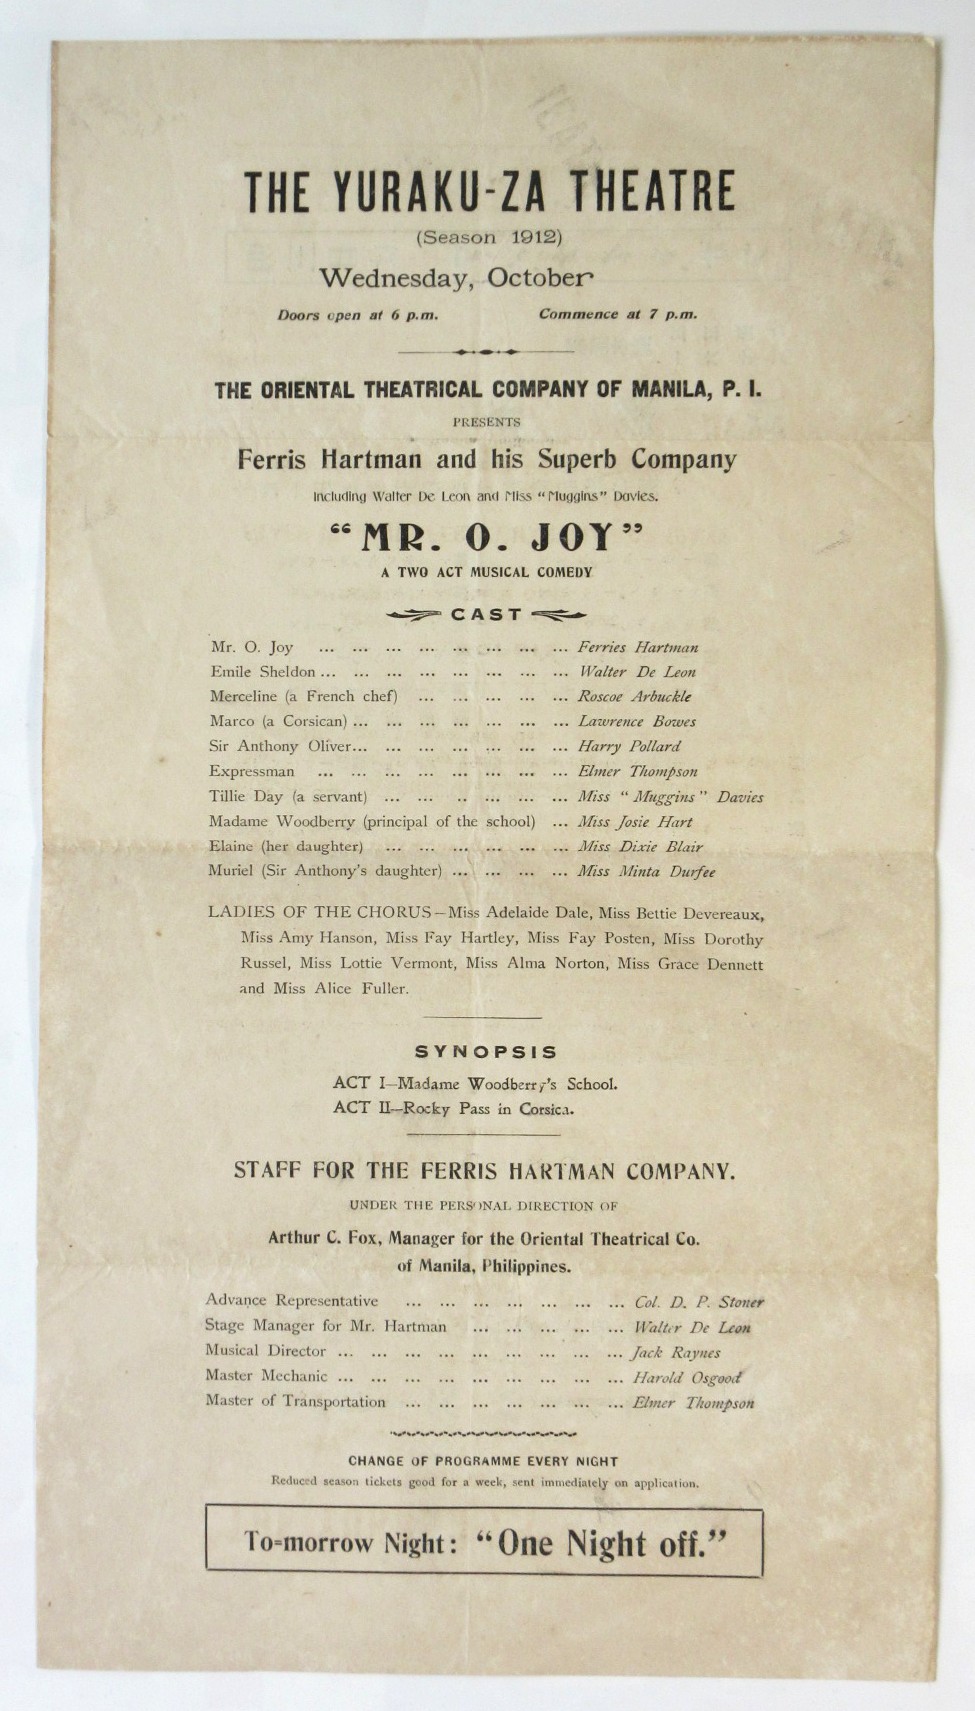 THE YURAKU-ZA THEATRE
(Season 1912)
Wednesday, October
Doors open at 6 p.m. Commence at 7 p.m.
THE ORIENTAL THEATRICAL COMPANY OF MANILA, P. I.
PRESENTS
Ferris Hartman and his Superb Company
Including Walter De Leon and Miss “Muggins” Davies.
“MR. O. JOY”
A TWO ACT MUSICAL COMEDY
CAST
Mr. O. Joy ... ... ... ... ... ... ... ... Ferries Hartman
Emile Sheldon ... ... ... ... ... ... ... ... Walter De Leon
Merceline (a French chef) ... ... ... ... ... Roscoe Arbuckle
Marco (a Corsican) ... ... ... ... ... ... ... Lawrence Bowes
Sir Anthony Oliver... ... ... ... ... ... ... Harry Pollard
Expressman ... ... ... ... ... ... ... ... Elmer Thompson
Tillie Day (a servant) ... ... .. ... ... ... Miss “ Muggins ” Davies
Madame Woodberry (principal of the school) ... Miss Josie Hart
Elaine (her daughter) ... ... ... ... ... ... Miss Dixie Blair
Muriel (Sir Anthony's daughter) ... ... ... ... Miss Minta Durfee
LADIES OF THE CHORUS—Miss Adelaide Dale, Miss Bettie Devereaux,
Miss Amy Hanson, Miss Fay Hartley, Miss Fay Posten, Miss Dorothy
Russel, Miss Lottie Vermont, Miss Alma Norton, Miss Grace Dennett
and Miss Alice Fuller.
SYNOPSIS
ACT I—Madame Woodberry's School.
ACT II—Rocky Pass in Corsica.
STAFF FOR THE FERRIS HARTMAN COMPANY.
UNDER THE PERSONAL DIRECTION OF
Arthur C. Fox, Manager for the Oriental Theatrical Co.
of Manila, Philippines.
Advance Representative ... ... ... ... ... ... ... Col. D. P. Stoner
Stage Manager for Mr. Hartman ... ... ... ... ... Walter De Leon
Musical Director ... ... ... ... ... ... ... ... ... Jack Raynes
Master Mechanic ... ... ... ... ... ... ... ... ... Harold Osgood
Master of Transportation ... ... ... ... ... ... ... Elmer Thompson
CHANGE OF PROGRAMME EVERY NIGHT
Reduced season tickets good for a week, sent immediately on application.
To=morrow Night: “One Night off.”